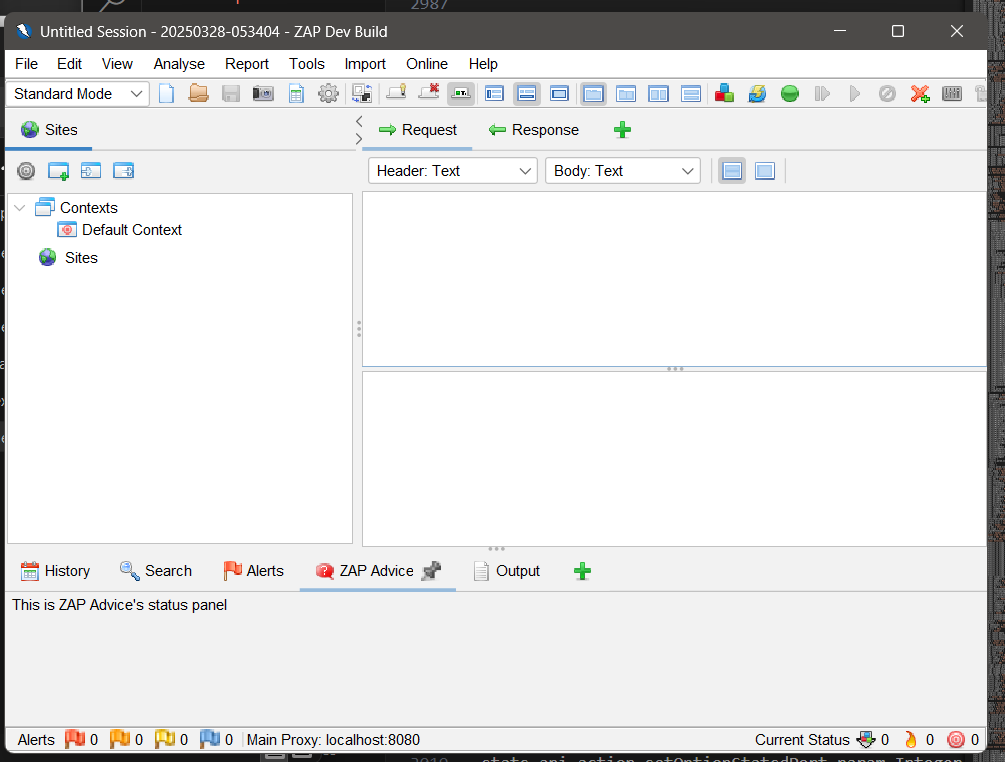 2987
Untitled Session - 20250328-053404 - ZAP Dev Build
File Edit View Analyse Report Tools Import Online Help
Standard Mode
Sites
Request Response
Header: Text Body: Text
Contexts
Default Context
Sites
History Search Alerts ZAP Advice Output
This is ZAP Advice's status panel
Alerts 0 0 0 0 Main Proxy: localhost:8080 Current Status 0 0 0